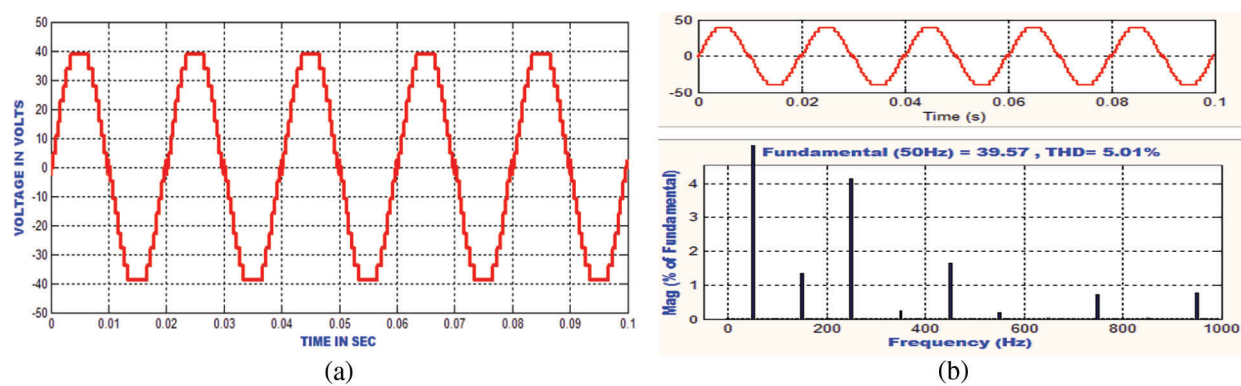 50
40
30
20
10
0
-10
-20
-30
-40
-50
VOLTAGE IN VOLTS
0 0.01 0.02 0.03 0.04 0.05 0.06 0.07 0.08 0.09 0.1
TIME IN SEC
(a)
50
0
-50
0 0.02 0.04 0.06 0.08 0.1
Time (s)
Fundamental (50Hz) = 39.57 , THD= 5.01%
4
3
2
1
0
Mag (% of Fundamental)
0 200 400 600 800 1000
Frequency (Hz)
(b)